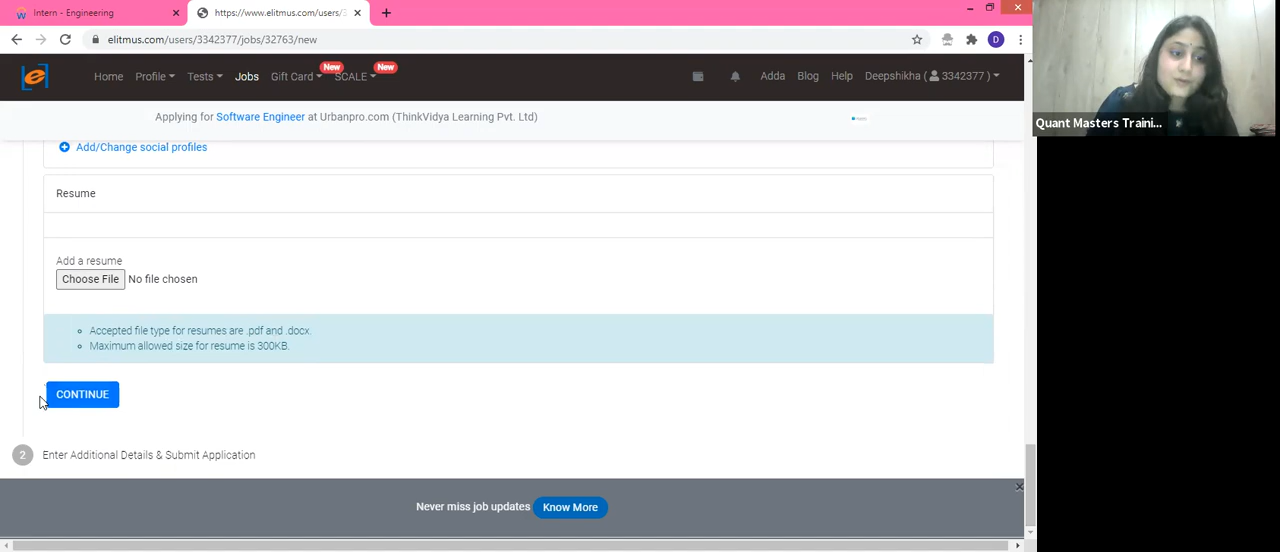 Intern - Engineering
https://www.elitmus.com/users/3
elitmus.com/users/3342377/jobs/32763/new
D
Home Profile Tests Jobs Gift Card New SCALE New Adda Blog Help Deepshikha ( 3342377 )
Applying for Software Engineer at Urbanpro.com (ThinkVidya Learning Pvt. Ltd)
Add/Change social profiles
Resume
Add a resume
Choose File No file chosen
Accepted file type for resumes are .pdf and .docx.
Maximum allowed size for resume is 300KB.
CONTINUE
2 Enter Additional Details & Submit Application
Never miss job updates Know More
Quant Masters Traini...